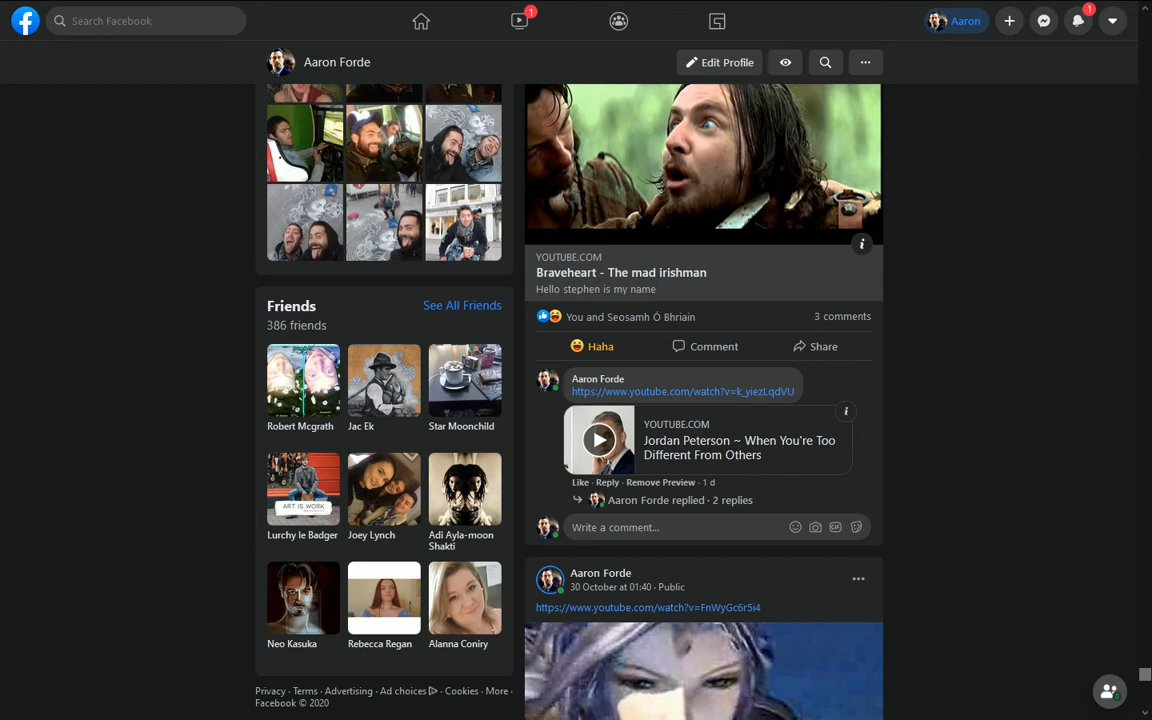 Search Facebook
1
Aaron
1
Aaron Forde
Edit Profile
YOUTUBE.COM
Braveheart - The mad irishman
Hello stephen is my name
You and Seosamh Ó Bhriain
3 comments
Haha
Comment
Share
Aaron Forde
https://www.youtube.com/watch?v=k_yiezLqdVU
YOUTUBE.COM
Jordan Peterson ~ When You're Too
Different From Others
Like · Reply · Remove Preview · 1 d
Aaron Forde replied · 2 replies
Write a comment...
GIF
Aaron Forde
30 October at 01:40 · Public
https://www.youtube.com/watch?v=FnWyGc6r5i4
Friends
See All Friends
386 friends
Robert Mcgrath
Jac Ek
Star Moonchild
ART IS WORK
Lurchy le Badger
Joey Lynch
Adi Ayla-moon
Shakti
Neo Kasuka
Rebecca Regan
Alanna Coniry
Privacy · Terms · Advertising · Ad choices · Cookies · More ·
Facebook © 2020